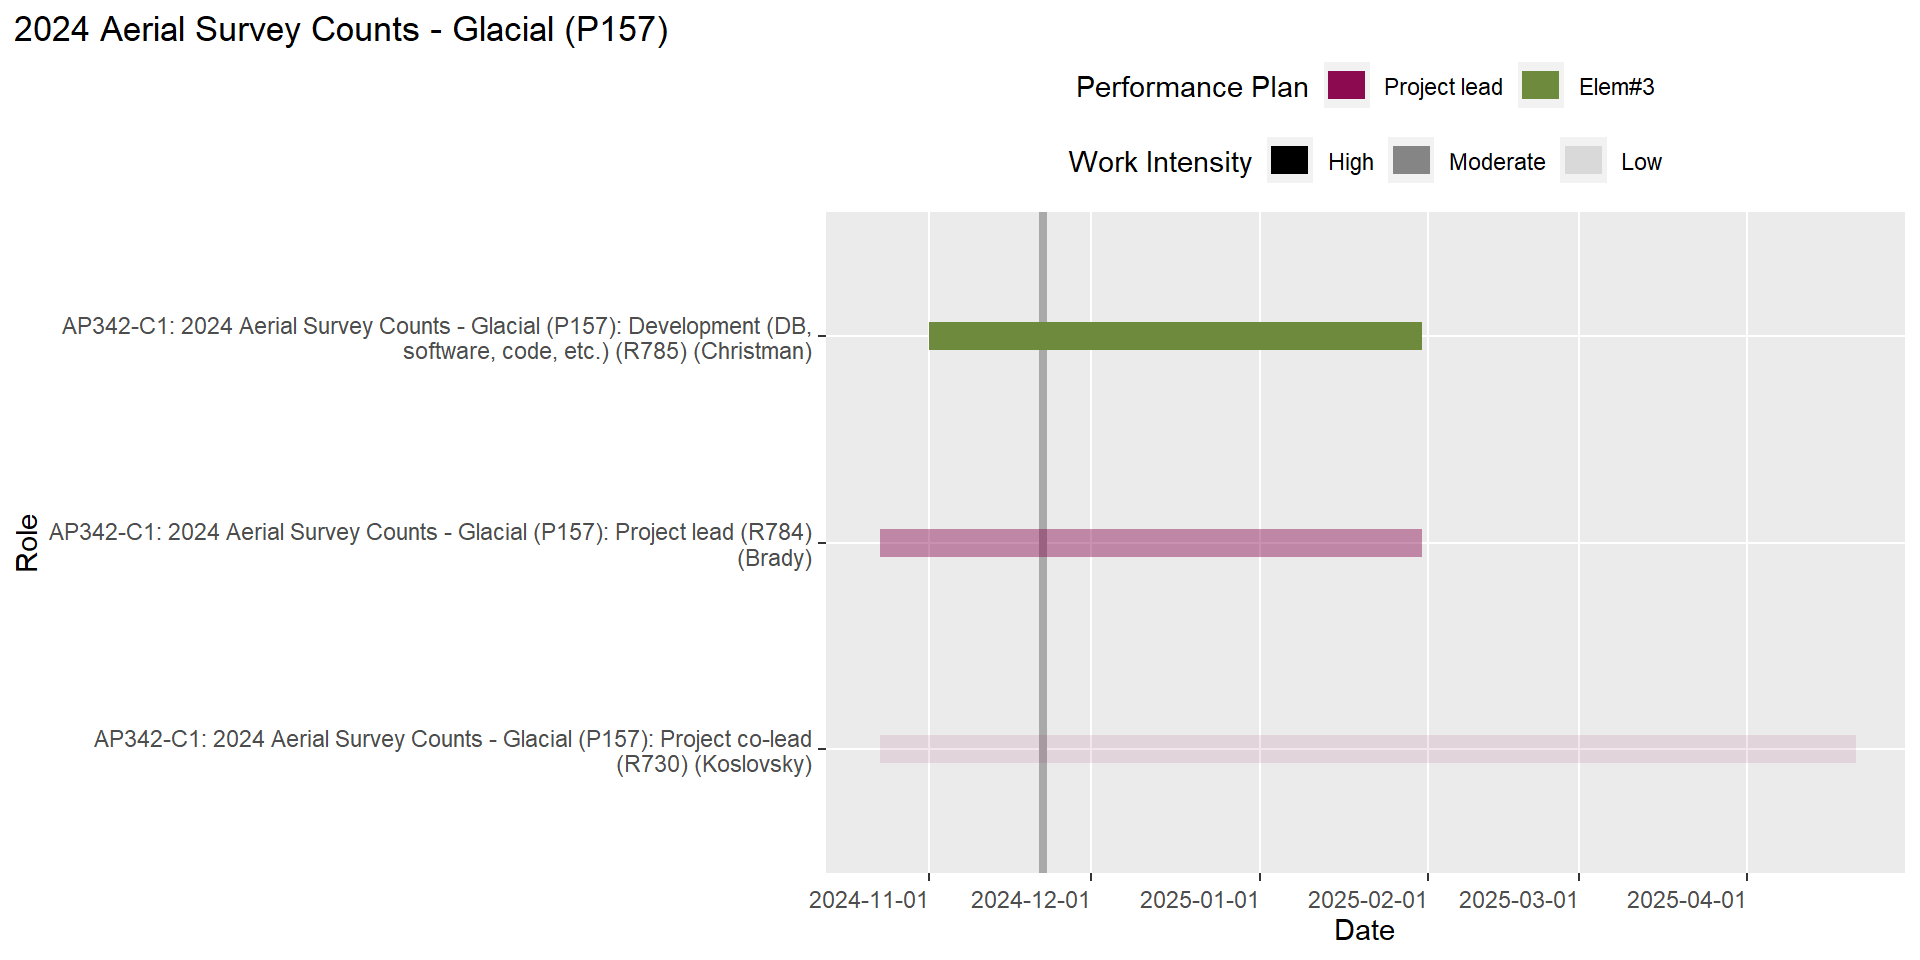 2024 Aerial Survey Counts - Glacial (P157)
Performance Plan Project lead Elem#3
Work Intensity High Moderate Low
AP342-C1: 2024 Aerial Survey Counts - Glacial (P157): Development (DB,
software, code, etc.) (R785) (Christman)
Role
AP342-C1: 2024 Aerial Survey Counts - Glacial (P157): Project lead (R784)
(Brady)
AP342-C1: 2024 Aerial Survey Counts - Glacial (P157): Project co-lead
(R730) (Koslovsky)
2024-11-01 2024-12-01 2025-01-01 2025-02-01 2025-03-01 2025-04-01
Date